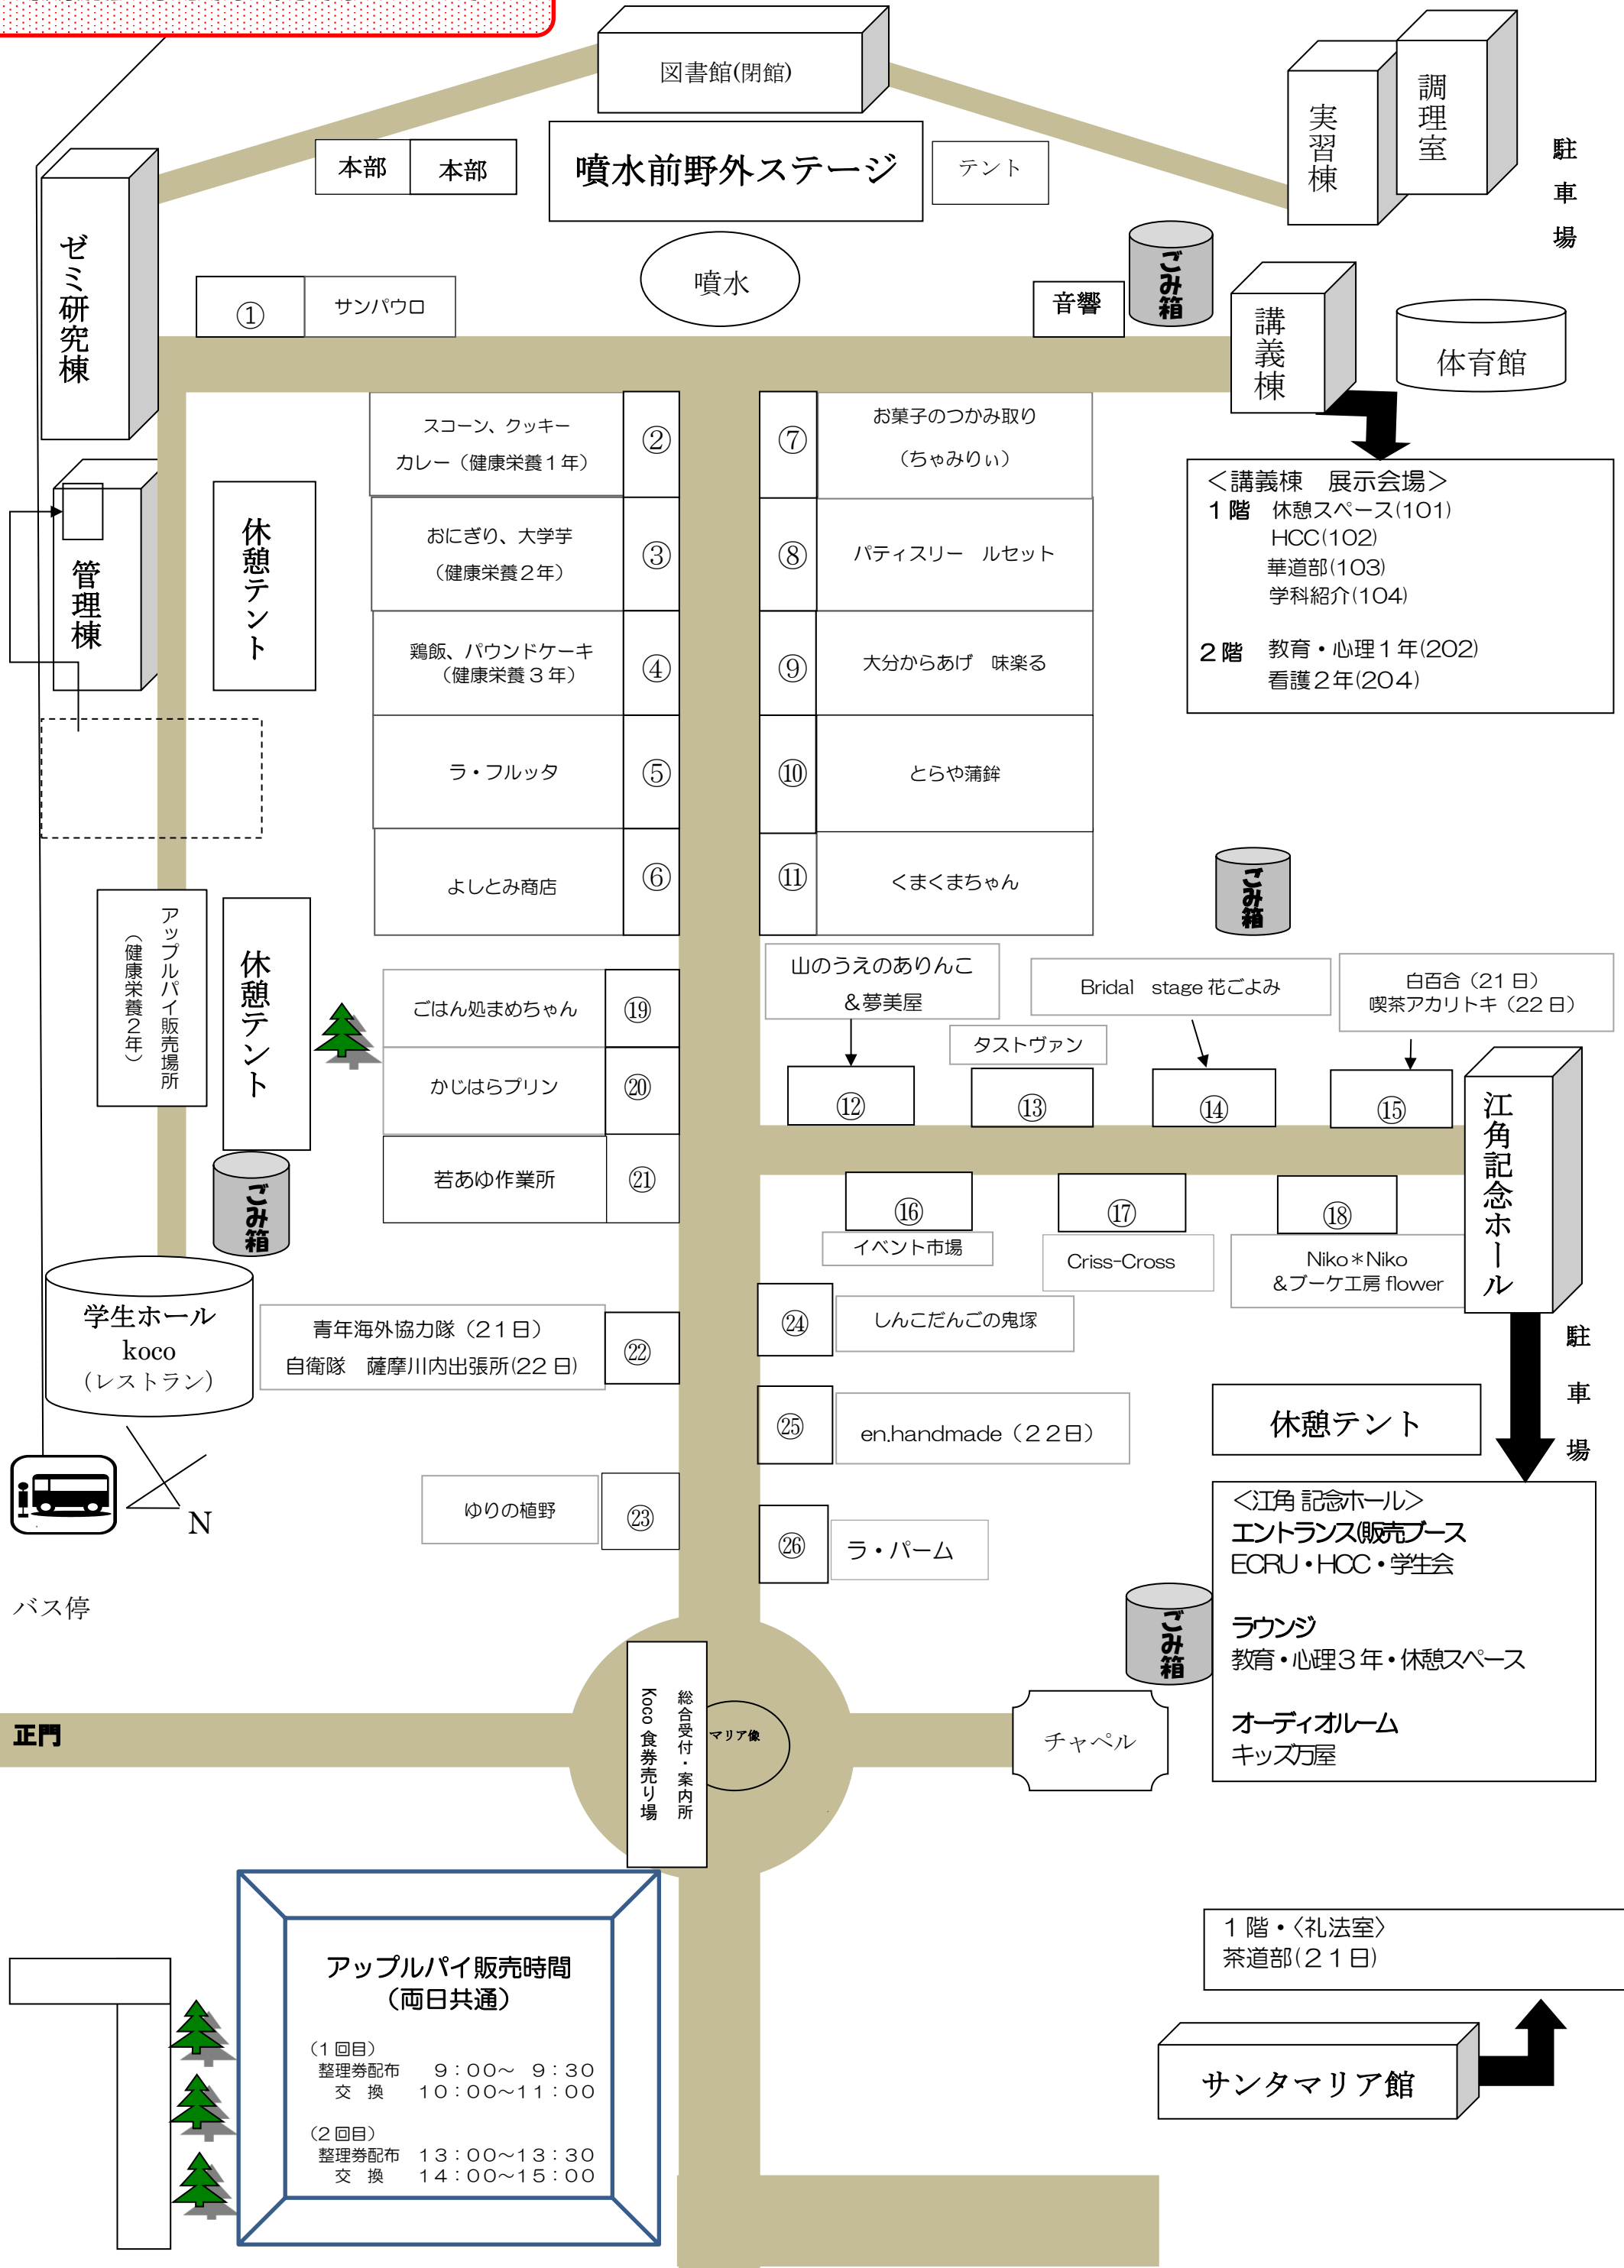 図書館(閉館)
実習棟
調理室
駐車場
本部
本部
噴水前野外ステージ
テント
ゼミ研究棟
噴水
音響
ごみ箱
①
サンパウロ
講義棟
体育館
スコーン、クッキー
カレー（健康栄養１年）
②
⑦
お菓子のつかみ取り
（ちゃみりぃ）
＜講義棟　展示会場＞
１階　休憩スペース(101)
HCC(102)
華道部(103)
学科紹介(104)
２階　教育・心理１年(202)
看護２年(204)
管理棟
休憩テント
おにぎり、大学芋
（健康栄養２年）
③
⑧
パティスリー　ルセット
鶏飯、パウンドケーキ
（健康栄養３年）
④
⑨
大分からあげ　味楽る
ラ・フルッタ
⑤
⑩
とらや蒲鉾
よしとみ商店
⑥
⑪
くまくまちゃん
ごみ箱
アップルパイ販売場所
（健康栄養２年）
休憩テント
ごはん処まめちゃん
⑲
かじはらプリン
⑳
若あゆ作業所
㉑
山のうえのありんこ
＆夢美屋
タストヴァン
Bridal　stage 花ごよみ
白百合（21 日）
喫茶アカリトキ（22 日）
⑫
⑬
⑭
⑮
江角記念ホール
ごみ箱
⑯
イベント市場
⑰
Criss-Cross
⑱
Niko＊Niko
＆ブーケ工房 flower
学生ホール
koco
（レストラン）
青年海外協力隊（21日）
自衛隊　薩摩川内出張所(22 日)
㉒
㉔
しんこだんごの鬼塚
駐車場
休憩テント
㉕
en.handmade（２２日）
ゆりの植野
㉓
㉖
ラ・パーム
N
バス停
＜江角 記念ホール＞
エントランス(販売ブース
ECRU・HCC・学生会
ラウンジ
教育・心理３年・休憩スペース
オーディオルーム
キッズ万屋
ごみ箱
正門
総合受付・案内所
Koco 食券売り場
マリア像
チャペル
アップルパイ販売時間
（両日共通）
（１回目）
整理券配布　９：００～　９：３０
交　換　１０：００～１１：００
（２回目）
整理券配布　１３：００～１３：３０
交　換　１４：００～１５：００
１階・〈礼法室〉
茶道部(２１日)
サンタマリア館